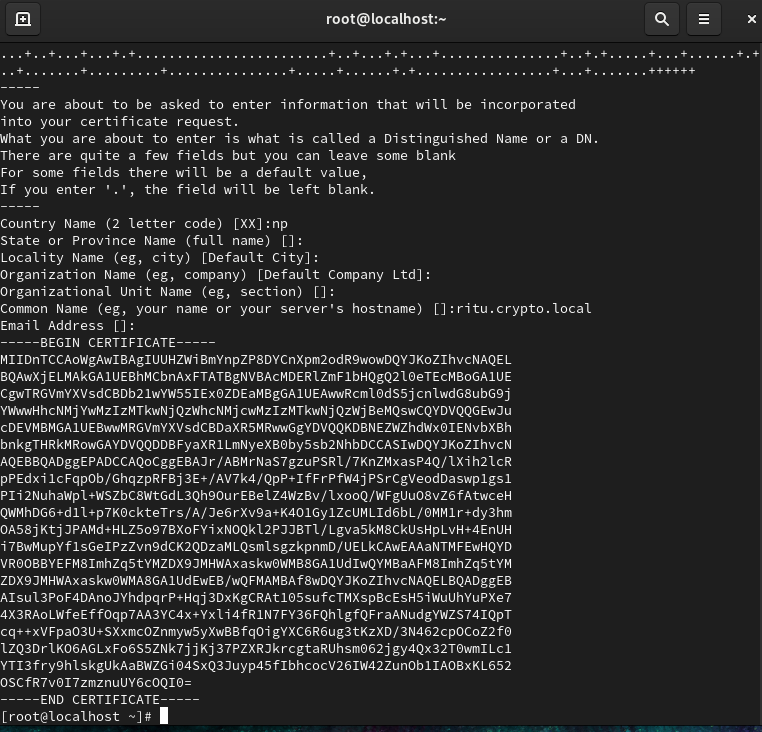 root@localhost:~
...+..+...+...+.+........................+..+...+.+...+...............+..+.+.....+...+......+.+
..+.......+.........+...............+.....+......+.+.................+...+.......++++++
-----
You are about to be asked to enter information that will be incorporated
into your certificate request.
What you are about to enter is what is called a Distinguished Name or a DN.
There are quite a few fields but you can leave some blank
For some fields there will be a default value,
If you enter '.', the field will be left blank.
-----
Country Name (2 letter code) [XX]:np
State or Province Name (full name) []:
Locality Name (eg, city) [Default City]:
Organization Name (eg, company) [Default Company Ltd]:
Organizational Unit Name (eg, section) []:
Common Name (eg, your name or your server's hostname) []:ritu.crypto.local
Email Address []:
-----BEGIN CERTIFICATE-----
MIIDnTCCAoWgAwIBAgIUUHZWiBmYnpZP8DYCnXpm2odR9wowDQYJKoZIhvcNAQEL
BQAwXjELMAkGA1UEBhMCbnAxFTATBgNVBAcMDERlZmF1bHQgQ2l0eTEcMBoGA1UE
CgwTRGVmYXVsdCBDb21wYW55IEx0ZDEaMBgGA1UEAwwRcml0dS5jcnlwdG8ubG9j
YWwwHhcNMjYwMzIzMTkwNjQzWhcNMjcwMzIzMTkwNjQzWjBeMQswCQYDVQQGEwJu
cDEVMBMGA1UEBwwMRGVmYXVsdCBDaXR5MRwwGgYDVQQKDBNEZWZhdWx0IENvbXBh
bnkgTHRkMRowGAYDVQQDDBFyaXR1LmNyeXB0by5sb2NhbDCCASIwDQYJKoZIhvcN
AQEBBQADggEPADCCAQoCggEBAJr/ABMrNaS7gzuPSRl/7KnZMxasP4Q/lXih2lcR
pPEdxi1cFqpOb/GhqzpRFBj3E+/AV7k4/QpP+IfFrPfW4jPSrCgVeodDaswp1gs1
PIi2NuhaWpl+WSZbC8WtGdL3Qh9OurEBelZ4WzBv/lxooQ/WFgUuO8vZ6fAtwceH
QWMhDG6+d1l+p7K0ckteTrs/A/Je6rXv9a+K4O1Gy1ZcUMLId6bL/0MM1r+dy3hm
OA58jKtjJPAMd+HLZ5o97BXoFYixNOQkl2PJJBTl/Lgva5kM8CkUsHpLvH+4EnUH
i7BwMupYf1sGeIPzZvn9dCK2QDzaMLQsmlsgzkpnmD/UELkCAwEAAaNTMFEwHQYD
VR0OBBYEFM8ImhZq5tYMZDX9JMHWAxaskw0WMB8GA1UdIwQYMBaAFM8ImhZq5tYM
ZDX9JMHWAxaskw0WMA8GA1UdEwEB/wQFMAMBAf8wDQYJKoZIhvcNAQELBQADggEB
AIsul3PoF4DAnoJYhdpqrP+Hqj3DxKgCRAt105sufcTMXspBcEsH5iWuUhYuPXe7
4X3RAoLWfeEffOqp7AA3YC4x+Yxli4fR1N7FY36FQhlgfQFraANudgYWZS74IQpT
cq++xVFpaO3U+SXxmcOZnmyw5yXwBBfqOigYXC6R6ug3tKzXD/3N462cpOCoZ2f0
lZQ3DrlKO6AGLxFo6S5ZNk7jjKj37PZXRJkrcgtaRUhsm062jgy4Qx32T0wmILc1
YTI3fry9hlskgUkAaBWZGi04SxQ3Juyp45fIbhcocV26IW42ZunOb1IAOBxKL652
OSCfR7v0I7zmznuUY6cOQI0=
-----END CERTIFICATE-----
[root@localhost ~]#